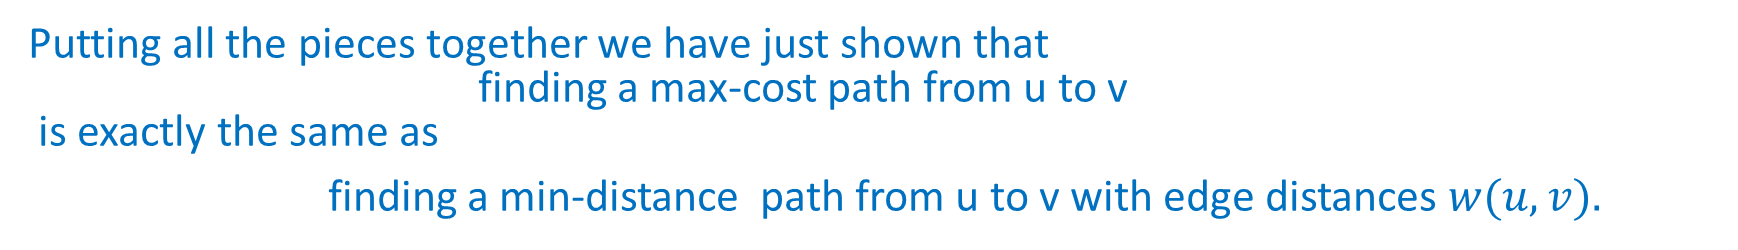 Putting all the pieces together we have just shown that
finding a max-cost path from u to v
is exactly the same as
finding a min-distance path from u to v with edge distances 𝑤(𝑢, 𝑣).